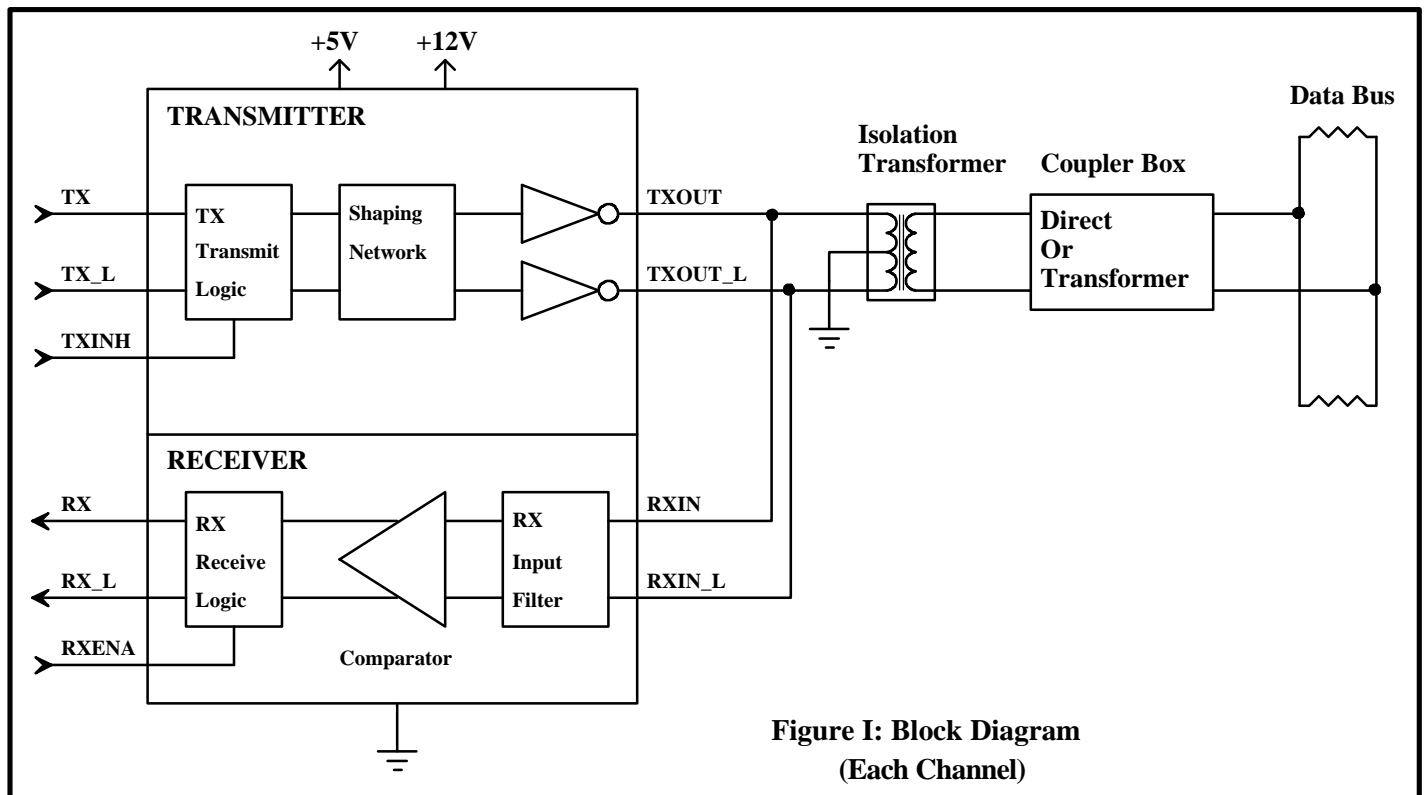 +5V
+12V
TRANSMITTER
Data Bus
Isolation
Transformer
Coupler Box
TX
TX_L
TXINH
TX
Transmit
Logic
Shaping
Network
TXOUT
TXOUT_L
Direct
Or
Transformer
RECEIVER
RX
RX_L
RXENA
RX
Receive
Logic
Comparator
RX
Input
Filter
RXIN
RXIN_L
Figure I: Block Diagram
(Each Channel)